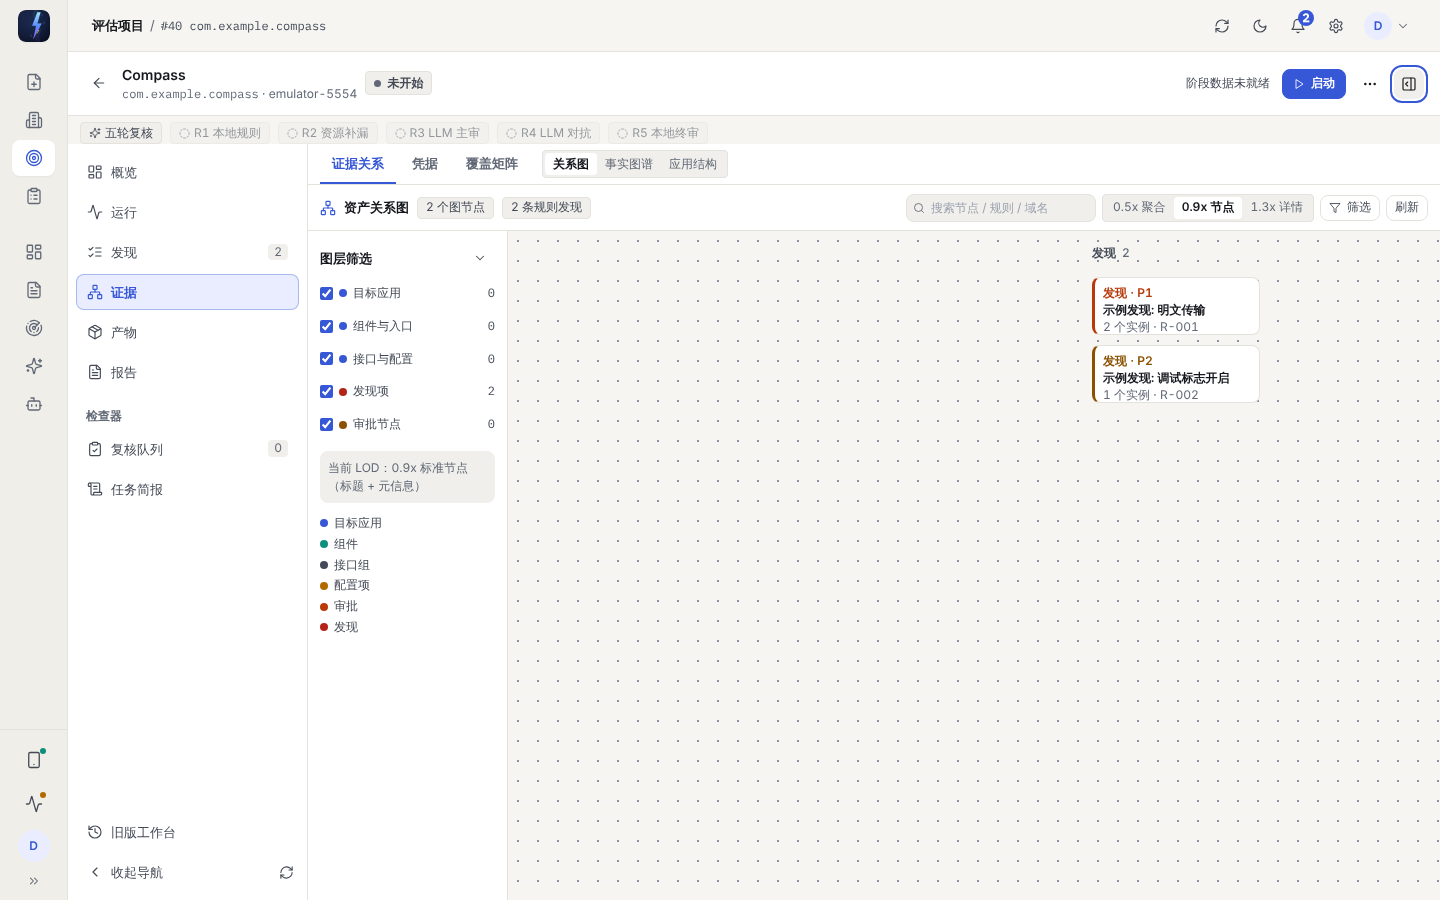 评估项目 / #40 com.example.compass
2
D
Compass
com.example.compass · emulator-5554
未开始
阶段数据未就绪
启动
五轮复核
R1 本地规则
R2 资源补漏
R3 LLM 主审
R4 LLM 对抗
R5 本地终审
概览
运行
发现 2
证据
产物
报告
检查器
复核队列 0
任务简报
旧版工作台
收起导航
D
证据关系
凭据
覆盖矩阵
关系图
事实图谱
应用结构
资产关系图
2 个图节点
2 条规则发现
搜索节点 / 规则 / 域名
0.5x 聚合
0.9x 节点
1.3x 详情
筛选
刷新
图层筛选
目标应用 0
组件与入口 0
接口与配置 0
发现项 2
审批节点 0
当前 LOD：0.9x 标准节点
（标题 + 元信息）
目标应用
组件
接口组
配置项
审批
发现
发现 2
发现 · P1
示例发现: 明文传输
2 个实例 · R-001
发现 · P2
示例发现: 调试标志开启
1 个实例 · R-002